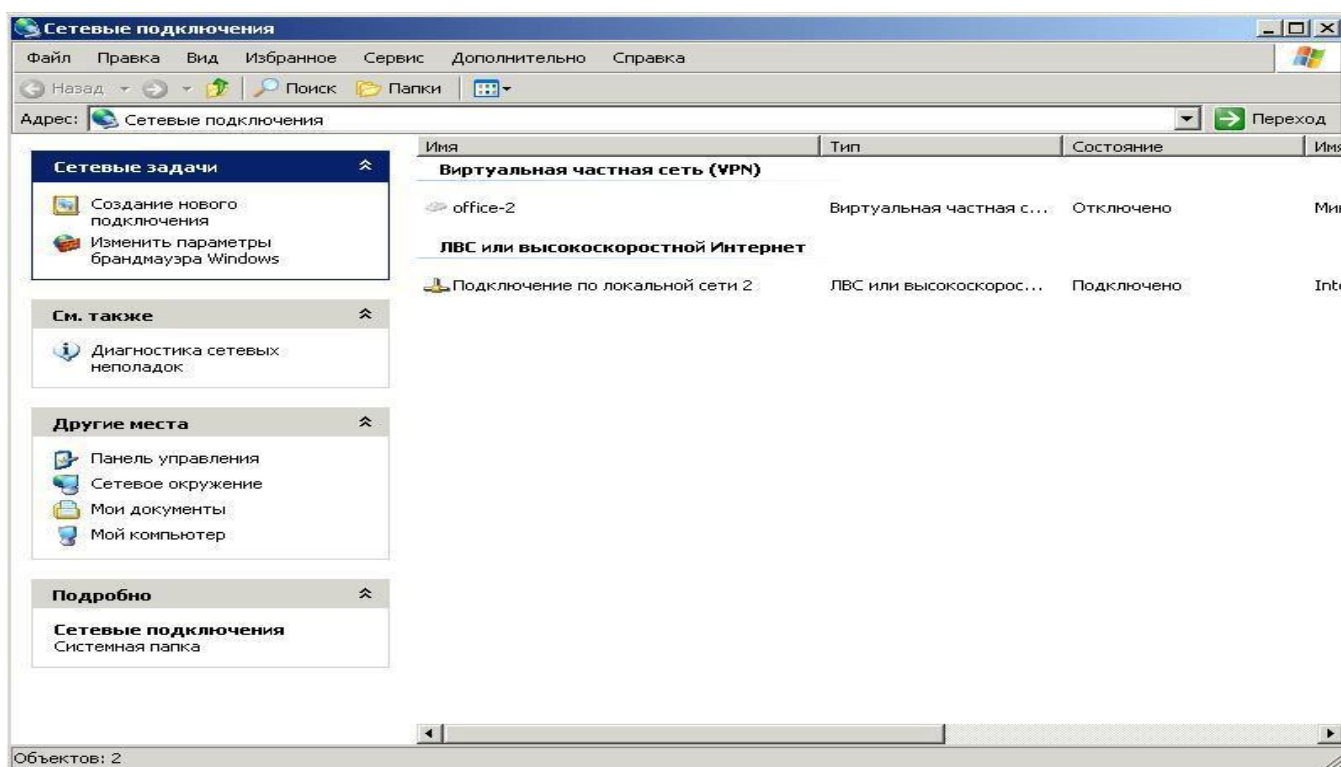 Сетевые подключения
Файл Правка Вид Избранное Сервис Дополнительно Справка
Назад Поиск Папки
Адрес: Сетевые подключения Переход
Имя Тип Состояние Имя
Сетевые задачи
Создание нового
подключения
Изменить параметры
брандмауэра Windows
См. также
Диагностика сетевых
неполадок
Другие места
Панель управления
Сетевое окружение
Мои документы
Мой компьютер
Подробно
Сетевые подключения
Системная папка
Виртуальная частная сеть (VPN)
office-2 Виртуальная частная с... Отключено
ЛВС или высокоскоростной Интернет
Подключение по локальной сети 2 ЛВС или высокоскорос... Подключено
Объектов: 2